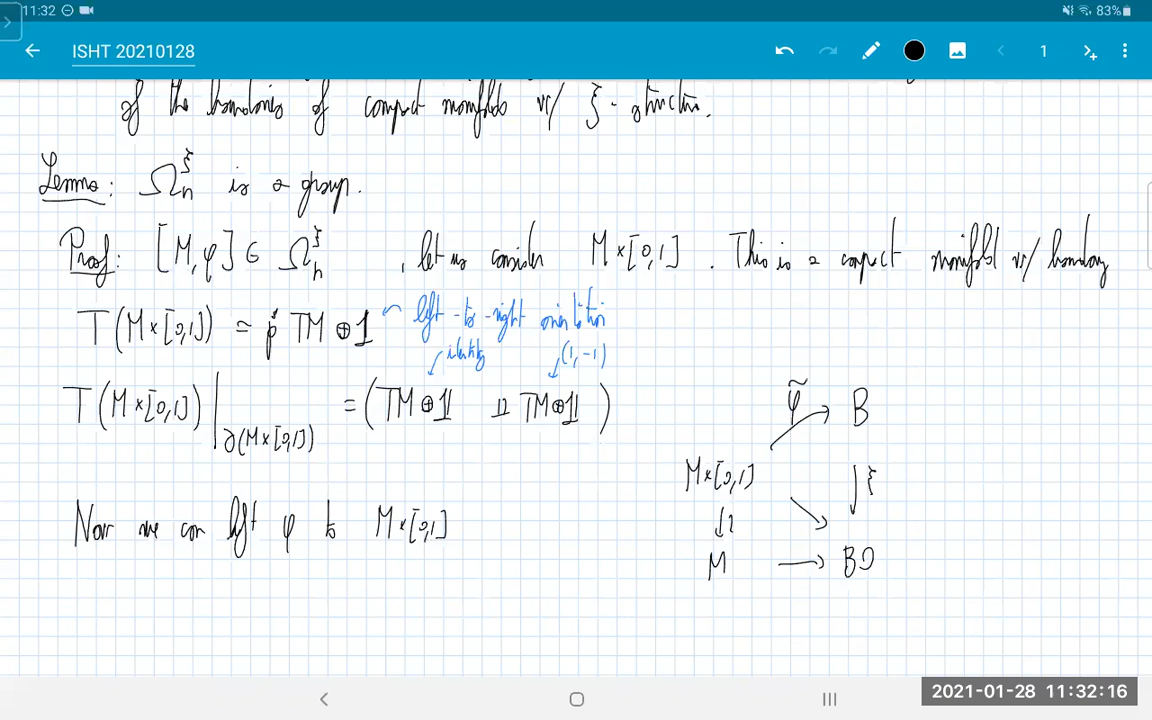 11:32
83%
ISHT 20210128
1
of the boundaries of compact manifolds w/ ξ-structure.
Lemma: Ω_n^ξ is a group.
Proof: [M, φ] ∈ Ω_n^ξ, let us consider M×[0,1]. This is a compact manifold w/ boundary
T(M×[0,1]) ≃ p* TM ⊕ 𝟙
left-to-right orientation
identity
(1, -1)
T(M×[0,1])|∂(M×[0,1]) = (TM⊕𝟙 ⨿ TM⊕𝟙)
φ̃ B
M×[0,1] ξ
Now we can lift φ to M×[0,1]
M → BO
2021-01-28 11:32:16